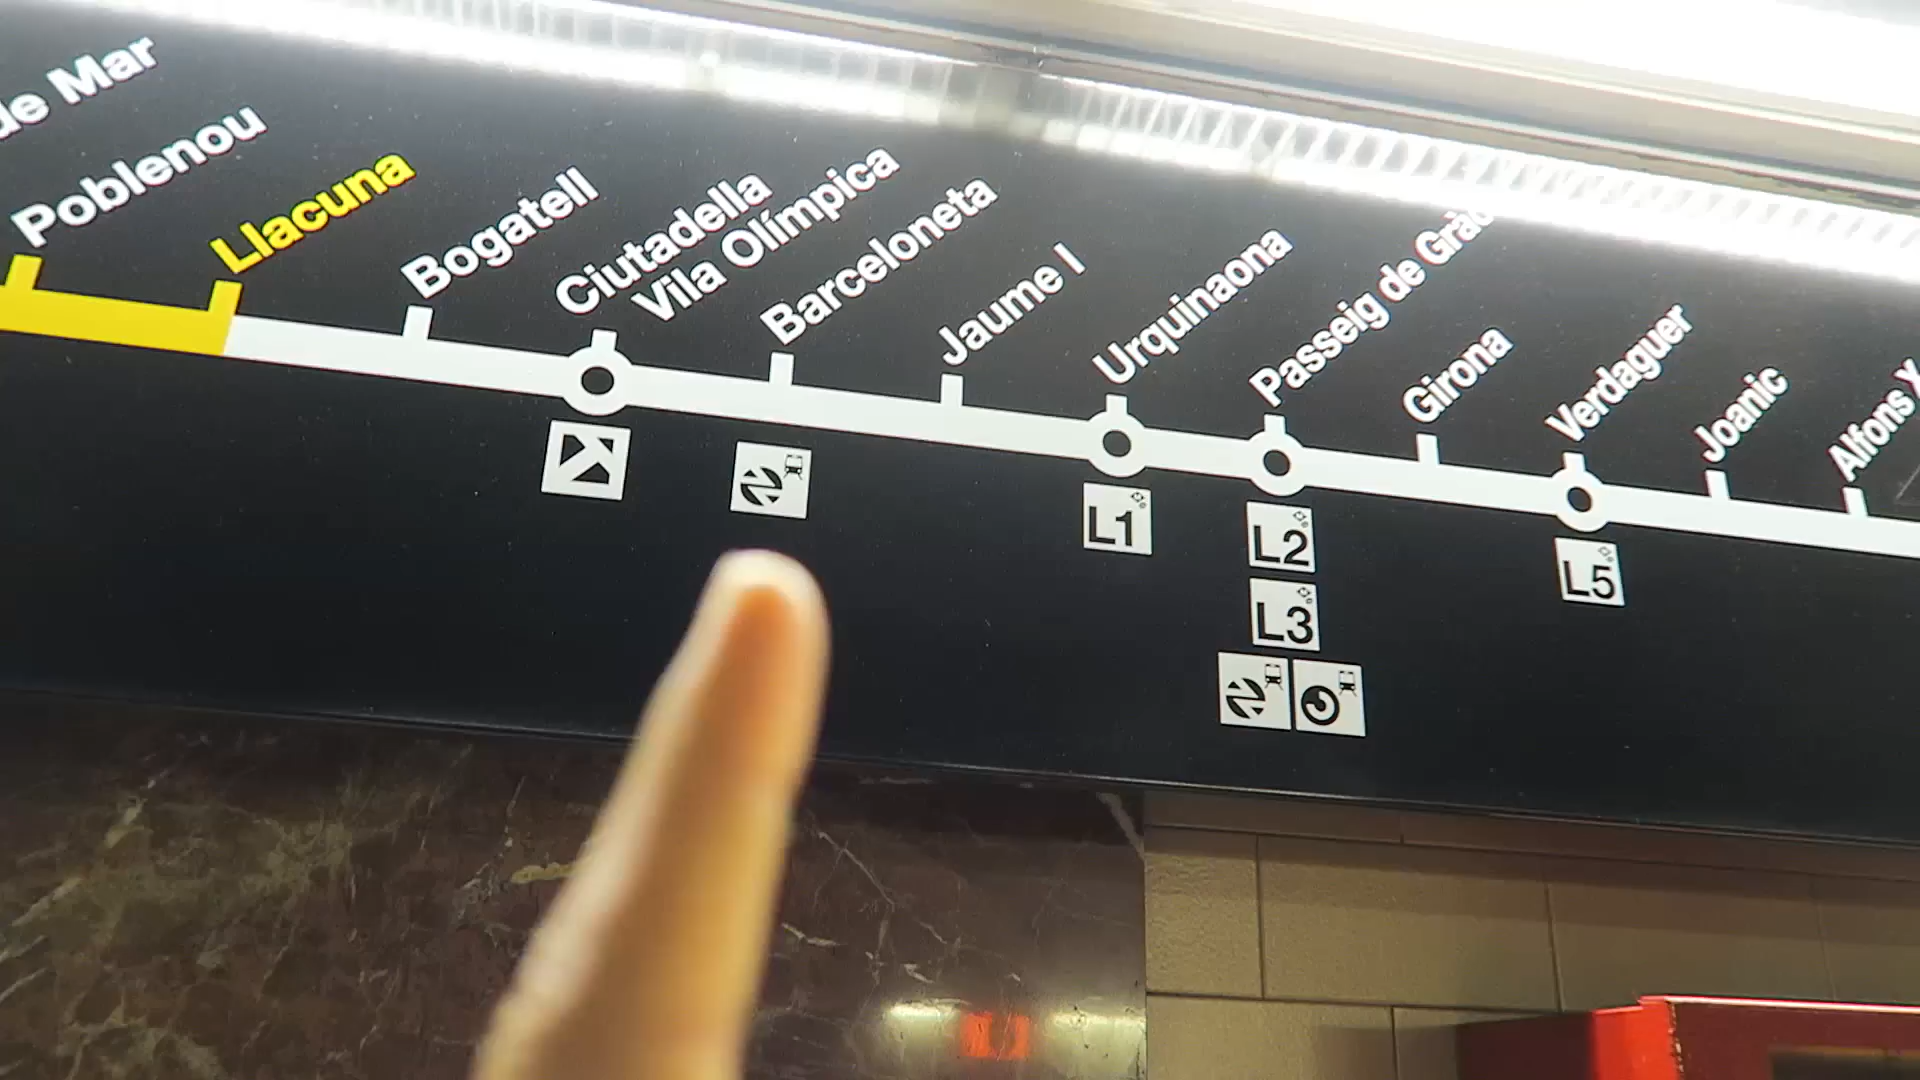 de Mar
Poblenou
Llacuna
Bogatell
Ciutadella
Vila Olímpica
Barceloneta
Jaume I
Urquinaona
Passeig de Gràc
Girona
Verdaguer
Joanic
Alfons X
L1
L2
L3
L5